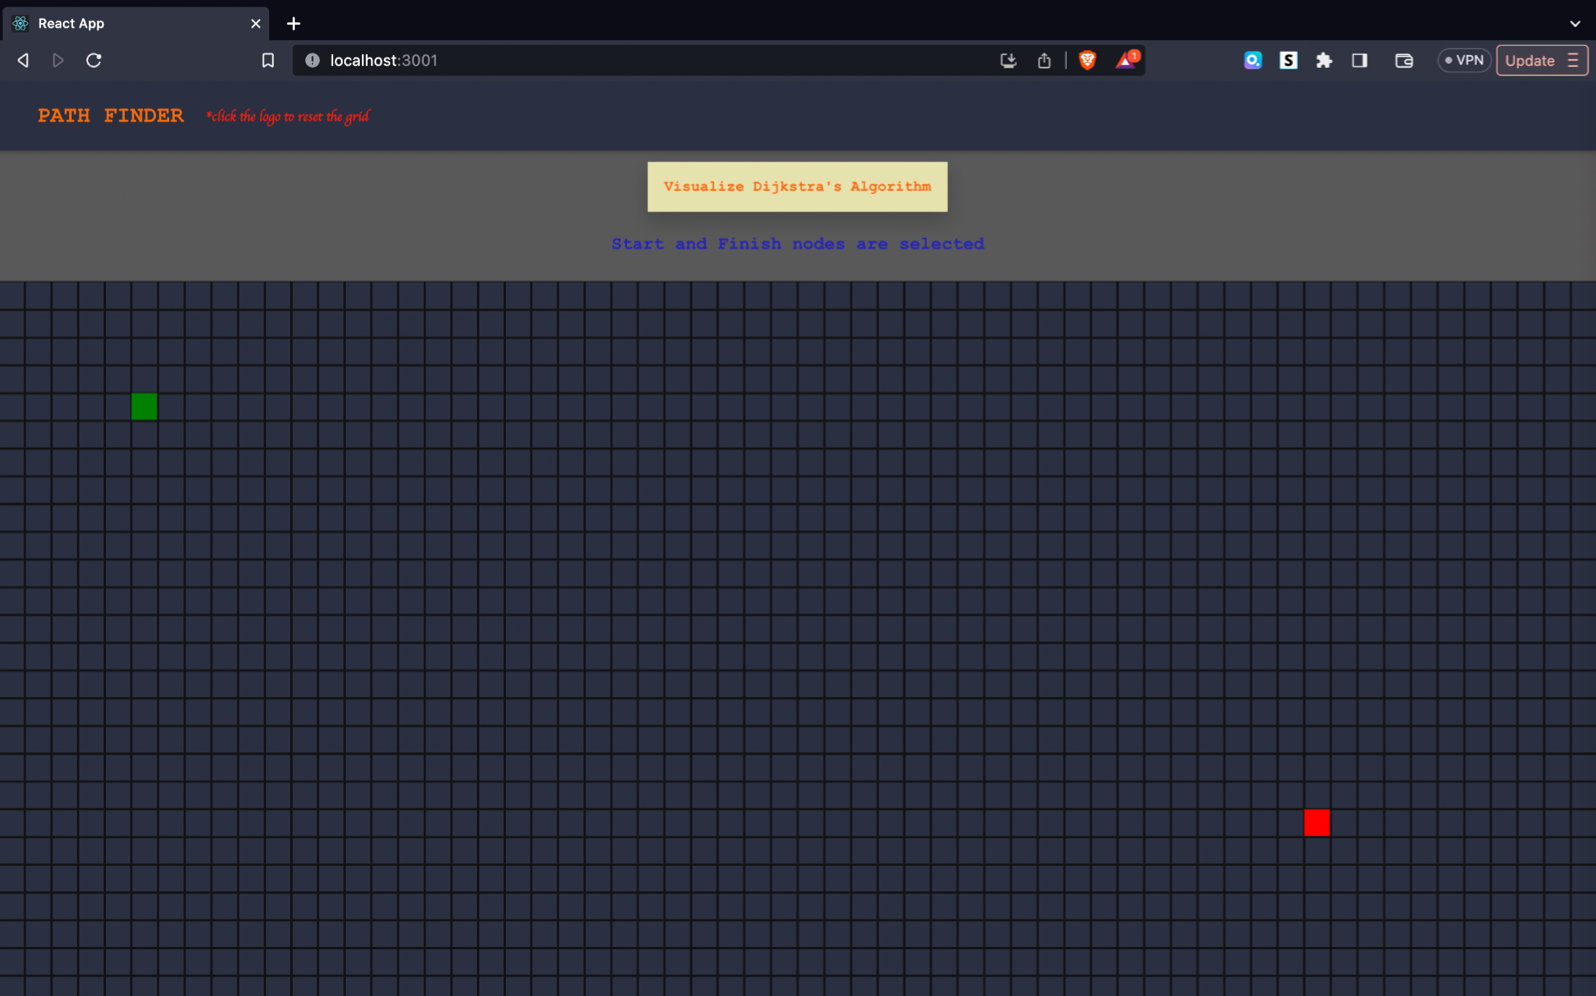 React App
localhost:3001
1
S
VPN
Update
PATH FINDER
*click the logo to reset the grid
Visualize Dijkstra's Algorithm
Start and Finish nodes are selected